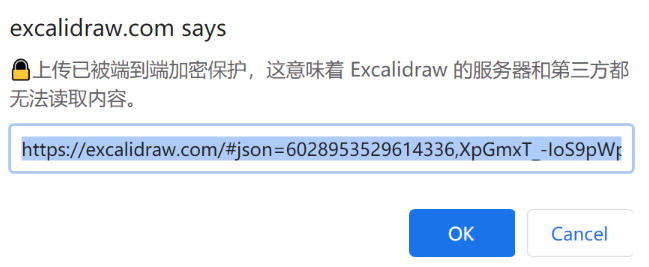 excalidraw.com says
🔒上传已被端到端加密保护，这意味着 Excalidraw 的服务器和第三方都
无法读取内容。
https://excalidraw.com/#json=6028953529614336,XpGmxT_-IoS9pWp
OK
Cancel